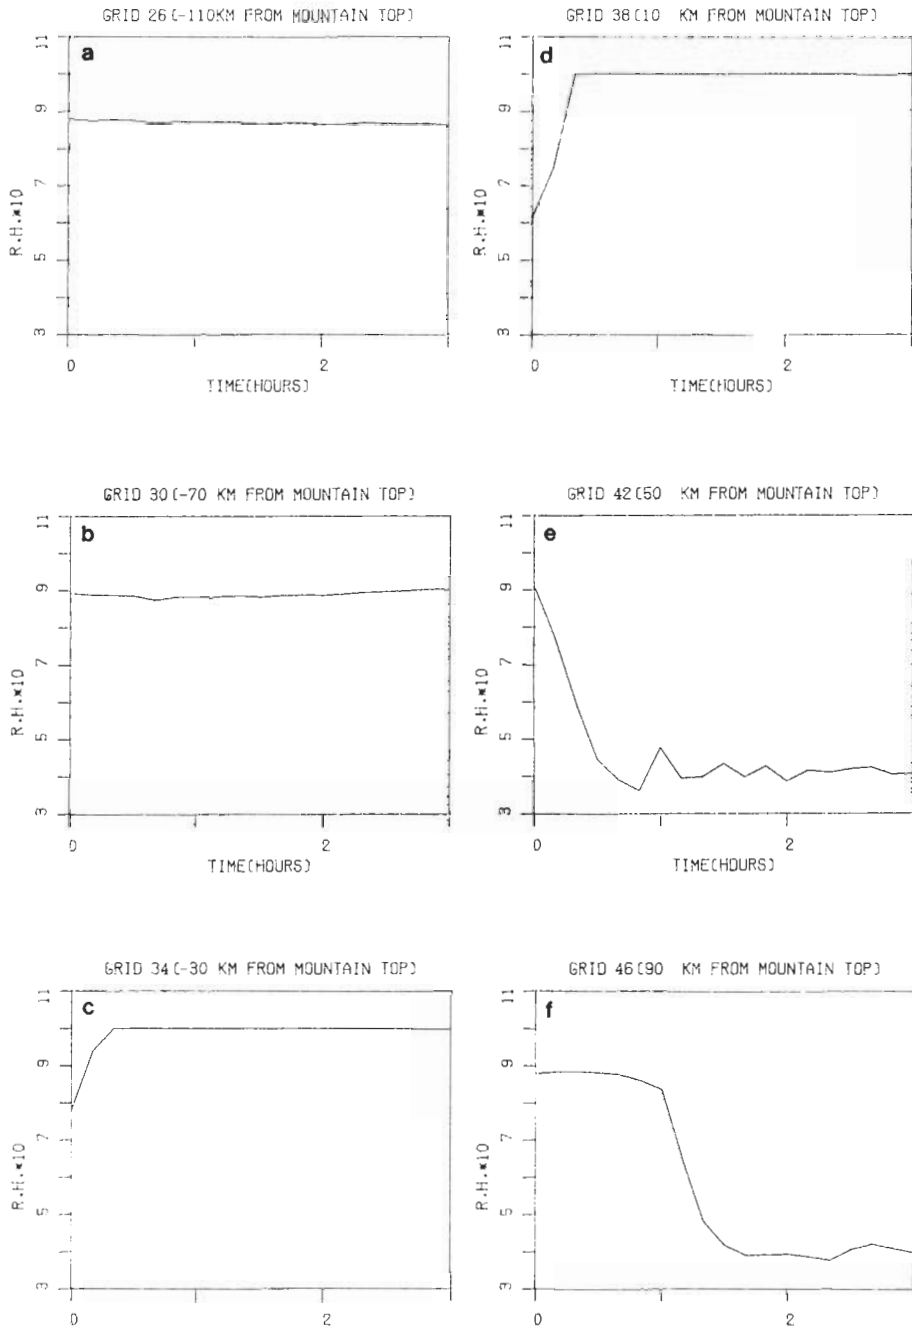 GRID 26(-110KM FROM MOUNTAIN TOP)
a
11
9
7
5
3
R.H.*10
0
2
TIME(HOURS)
GRID 38(10 KM FROM MOUNTAIN TOP)
d
11
9
7
5
3
R.H.*10
0
2
TIME(HOURS)
GRID 30(-70 KM FROM MOUNTAIN TOP)
b
11
9
7
5
3
R.H.*10
0
2
TIME(HOURS)
GRID 42(50 KM FROM MOUNTAIN TOP)
e
11
9
7
5
3
R.H.*10
0
2
TIME(HOURS)
GRID 34(-30 KM FROM MOUNTAIN TOP)
c
11
9
7
5
3
R.H.*10
0
2
GRID 46(90 KM FROM MOUNTAIN TOP)
f
11
9
7
5
3
R.H.*10
0
2